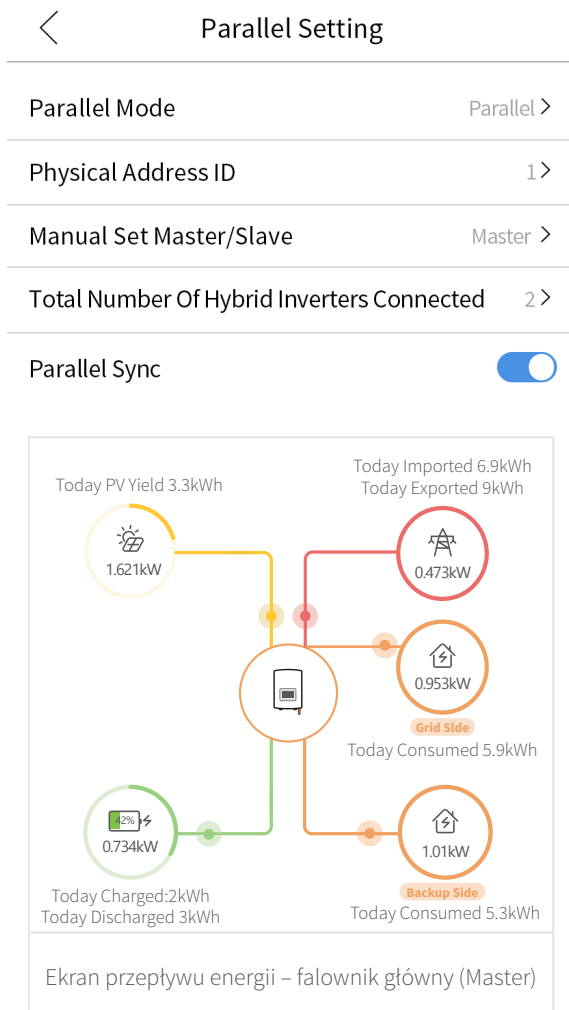 Parallel Setting
Parallel Mode Parallel
Physical Address ID 1
Manual Set Master/Slave Master
Total Number Of Hybrid Inverters Connected 2
Parallel Sync
Today Imported 6.9kWh
Today PV Yield 3.3kWh
Today Exported 9kWh
1.621kW
0.473kW
0.953kW
Grid SIde
Today Consumed 5.9kWh
42%
0.734kW
1.01kW
Backup Side
Today Charged:2kWh
Today Consumed 5.3kWh
Today Discharged 3kWh
Ekran przepływu energii – falownik główny (Master)